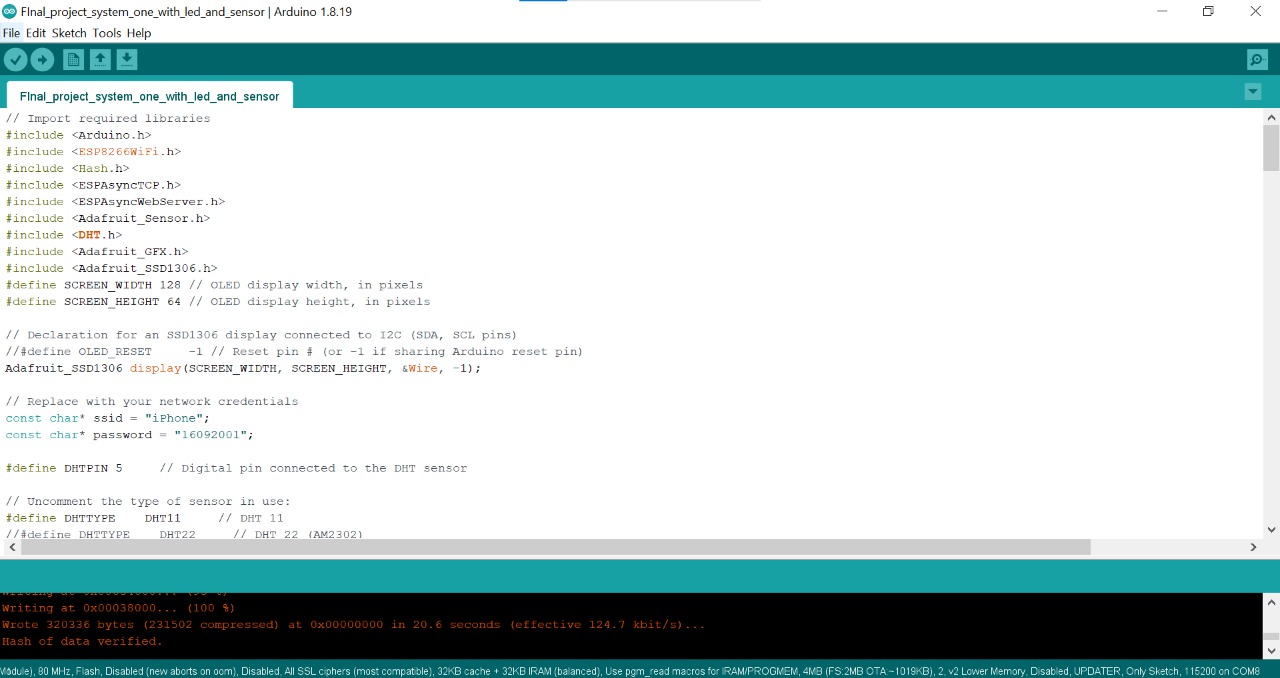 FInal_project_system_one_with_led_and_sensor | Arduino 1.8.19
File Edit Sketch Tools Help
FInal_project_system_one_with_led_and_sensor
// Import required libraries
#include <Arduino.h>
#include <ESP8266WiFi.h>
#include <Hash.h>
#include <ESPAsyncTCP.h>
#include <ESPAsyncWebServer.h>
#include <Adafruit_Sensor.h>
#include <DHT.h>
#include <Adafruit_GFX.h>
#include <Adafruit_SSD1306.h>
#define SCREEN_WIDTH 128 // OLED display width, in pixels
#define SCREEN_HEIGHT 64 // OLED display height, in pixels
// Declaration for an SSD1306 display connected to I2C (SDA, SCL pins)
//#define OLED_RESET     -1 // Reset pin # (or -1 if sharing Arduino reset pin)
Adafruit_SSD1306 display(SCREEN_WIDTH, SCREEN_HEIGHT, &Wire, -1);
// Replace with your network credentials
const char* ssid = "iPhone";
const char* password = "16092001";
#define DHTPIN 5     // Digital pin connected to the DHT sensor
// Uncomment the type of sensor in use:
#define DHTTYPE    DHT11     // DHT 11
//#define DHTTYPE    DHT22     // DHT 22 (AM2302)
Writing at 0x00038000... (100 %)
Wrote 320336 bytes (231502 compressed) at 0x00000000 in 20.6 seconds (effective 124.7 kbit/s)...
Hash of data verified.
Module), 80 MHz, Flash, Disabled (new aborts on oom), Disabled, All SSL ciphers (most compatible), 32KB cache + 32KB IRAM (balanced), Use pgm_read macros for IRAM/PROGMEM, 4MB (FS:2MB OTA:~1019KB), 2, v2 Lower Memory, Disabled, UPDATER, Only Sketch, 115200 on COM8